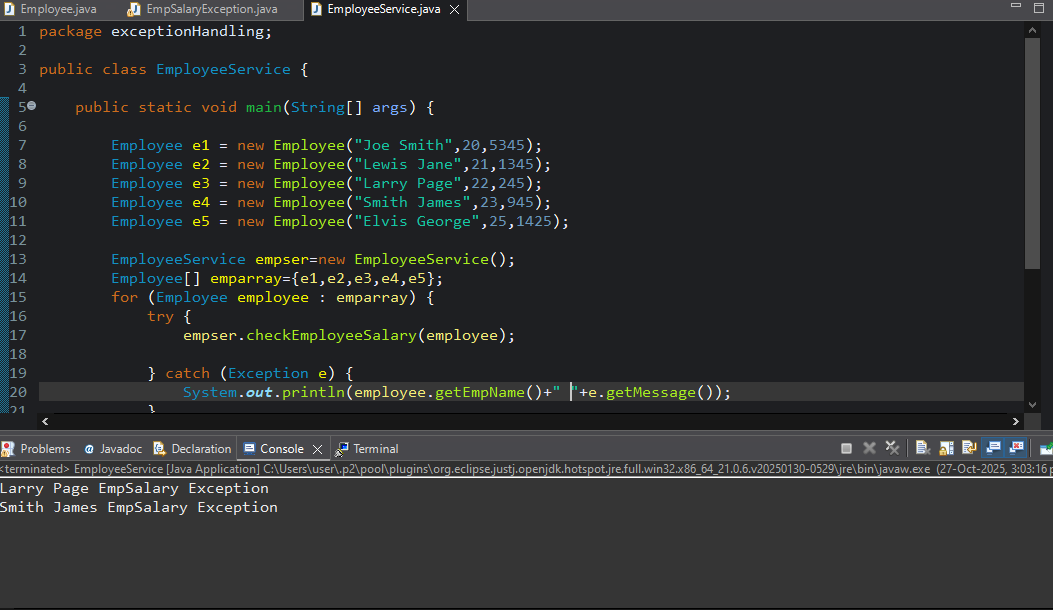 Employee.java EmpSalaryException.java EmployeeService.java
1 package exceptionHandling;
2
3 public class EmployeeService {
4
5 public static void main(String[] args) {
6
7 Employee e1 = new Employee("Joe Smith",20,5345);
8 Employee e2 = new Employee("Lewis Jane",21,1345);
9 Employee e3 = new Employee("Larry Page",22,245);
10 Employee e4 = new Employee("Smith James",23,945);
11 Employee e5 = new Employee("Elvis George",25,1425);
12
13 EmployeeService empser=new EmployeeService();
14 Employee[] emparray={e1,e2,e3,e4,e5};
15 for (Employee employee : emparray) {
16 try {
17 empser.checkEmployeeSalary(employee);
18
19 } catch (Exception e) {
20 System.out.println(employee.getEmpName()+" "+e.getMessage());
21 }
Problems Javadoc Declaration Console Terminal
<terminated> EmployeeService [Java Application] C:\Users\user\.p2\pool\plugins\org.eclipse.justj.openjdk.hotspot.jre.full.win32.x86_64_21.0.6.v20250130-0529\jre\bin\javaw.exe (27-Oct-2025, 3:03:16 p
Larry Page EmpSalary Exception
Smith James EmpSalary Exception